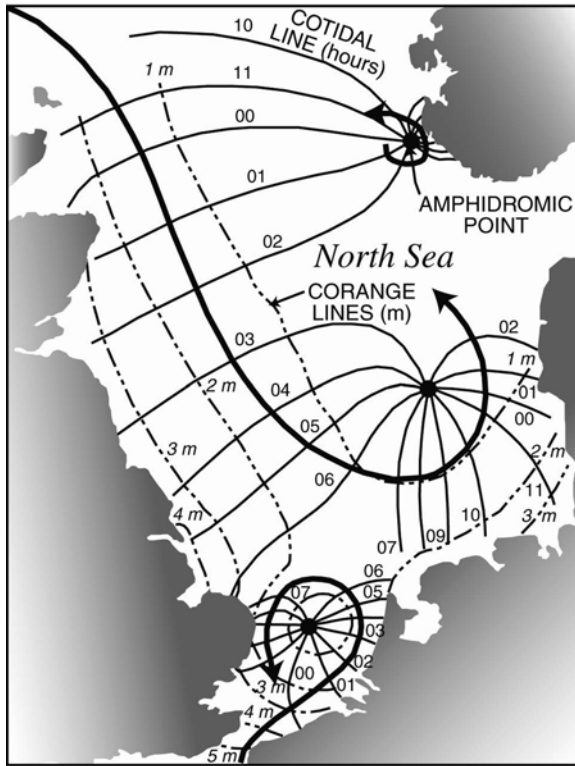 10
COTIDAL
LINE (hours)
1 m
11
00
01
AMPHIDROMIC
POINT
02
North Sea
CORANGE
LINES (m)
03
02
1 m
2 m
04
01
00
05
3 m
2 m
06
11
4 m
10
3 m
09
07
06
07
05
03
02
00
3 m
01
4 m
5 m